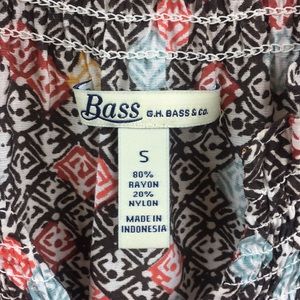 Bass G.H. BASS & CO.
S
80%
RAYON
20%
NYLON
MADE IN
INDONESIA